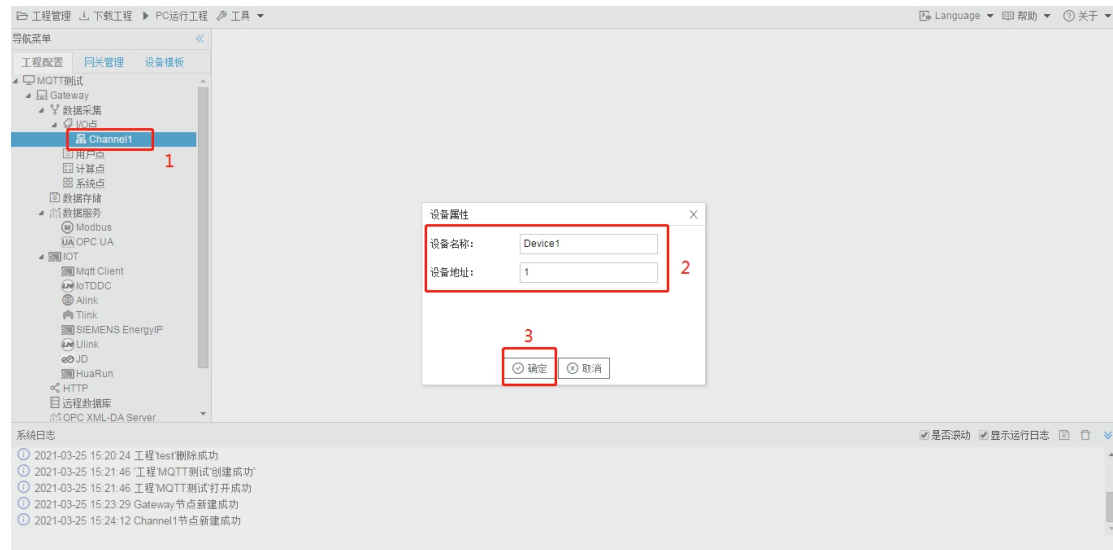 工程管理 下载工程 PC运行工程 工具 Language 帮助 关于
导航菜单
工程配置 网关管理 设备模板
MQTT测试
Gateway
数据采集
I/O点
Channel1
1
用户点
计算点
系统点
数据存储
数据服务
Modbus
UA OPC UA
IOT
Mqtt Client
IoTDDC
Alink
Tlink
SIEMENS EnergyIP
Ulink
JD
HuaRun
HTTP
远程数据库
OPC XML-DA Server
设备属性
设备名称: Device1
设备地址: 1
2
3
确定 取消
系统日志 是否滚动 显示运行日志
2021-03-25 15:20:24 工程'test'删除成功
2021-03-25 15:21:46 '工程'MQTT测试'创建成功'
2021-03-25 15:21:46 工程'MQTT测试'打开成功
2021-03-25 15:23:29 Gateway节点新建成功
2021-03-25 15:24:12 Channel1节点新建成功